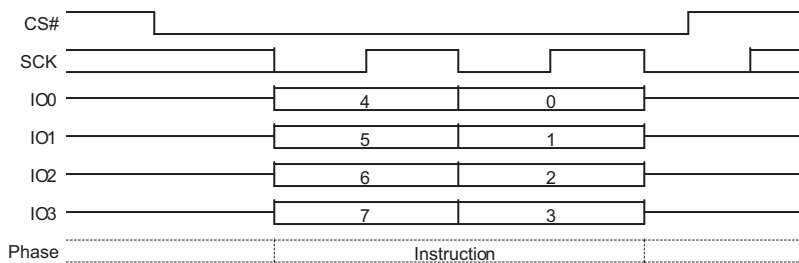 CS#
SCK
IO0 4 0
IO1 5 1
IO2 6 2
IO3 7 3
Phase Instruction